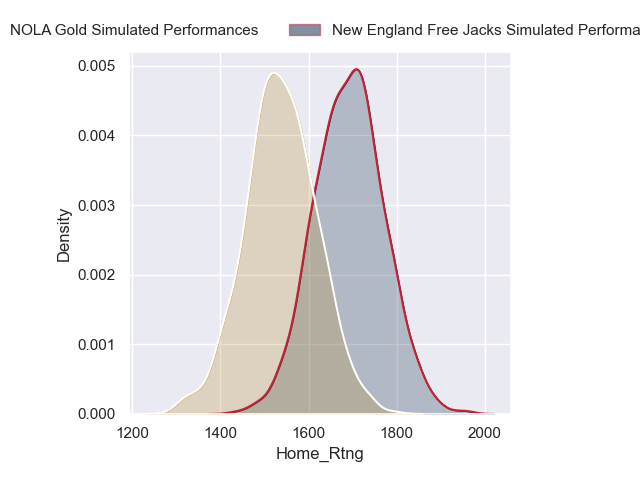 NOLA Gold Simulated Performances New England Free Jacks Simulated Performa
0.005
0.004
0.003
0.002
0.001
0.000
Density
1200 1400 1600 1800 2000
Home_Rtng